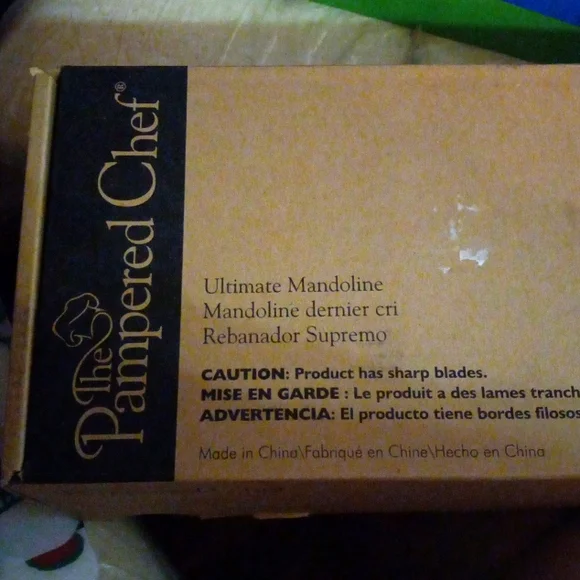 The
Pampered Chef®
Ultimate Mandoline
Mandoline dernier cri
Rebanador Supremo
CAUTION: Product has sharp blades.
MISE EN GARDE : Le produit a des lames tranch
ADVERTENCIA: El producto tiene bordes filosos
Made in China\Fabriqué en Chine\Hecho en China